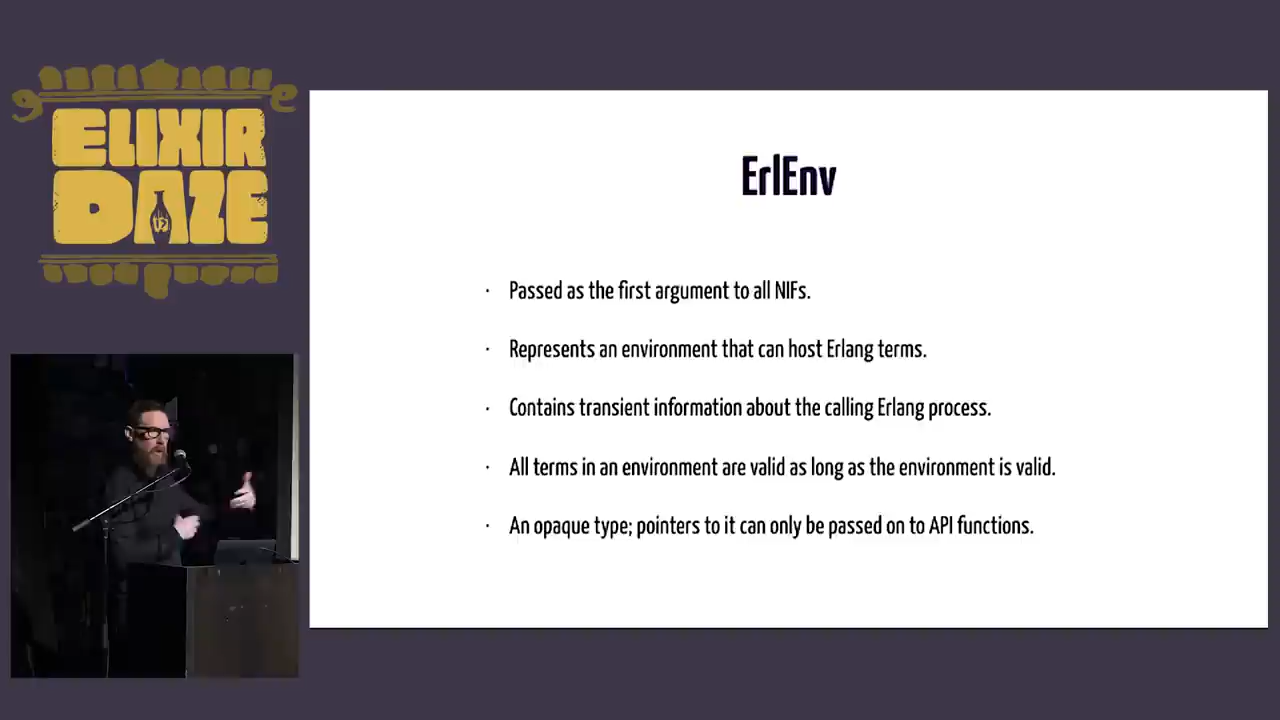 ELIXIR
DAZE
ErlEnv
· Passed as the first argument to all NIFs.
· Represents an environment that can host Erlang terms.
· Contains transient information about the calling Erlang process.
· All terms in an environment are valid as long as the environment is valid.
· An opaque type; pointers to it can only be passed on to API functions.